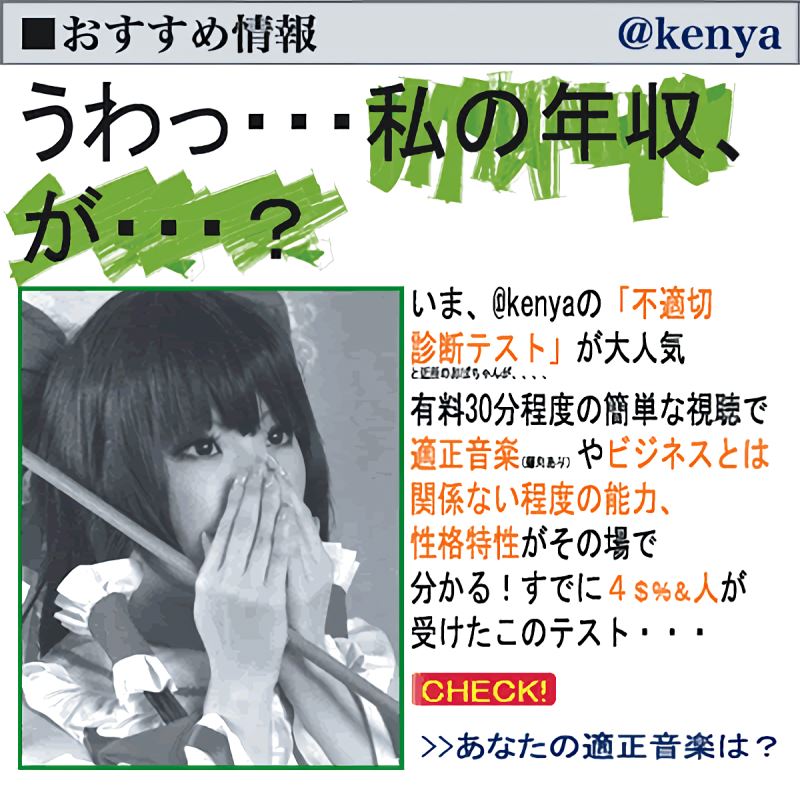 ■おすすめ情報 @kenya
うわっ・・・私の年収、
が・・・?
いま、@kenyaの「不適切
診断テスト」が大人気
と近所のおばちゃんが、、、、
有料30分程度の簡単な視聴で
適正音楽 やビジネスとは
関係ない程度の能力、
性格特性がその場で
分かる!すでに4$%&人が
受けたこのテスト・・・
CHECK!
>>あなたの適正音楽は?